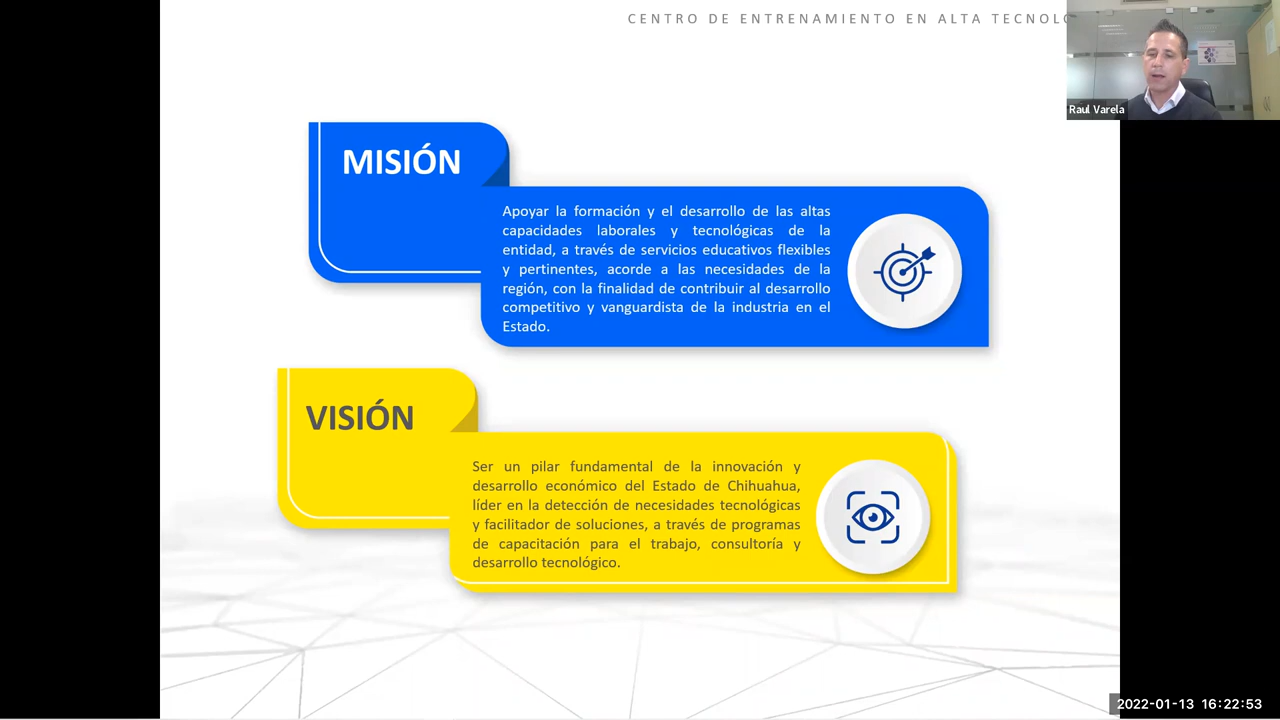 CENTRO DE ENTRENAMIENTO EN ALTA
Raul Varela
MISIÓN
Apoyar la formación y el desarrollo de las altas
capacidades laborales y tecnológicas de la
entidad, a través de servicios educativos flexibles
y pertinentes, acorde a las necesidades de la
región, con la finalidad de contribuir al desarrollo
competitivo y vanguardista de la industria en el
Estado.
VISIÓN
Ser un pilar fundamental de la innovación y
desarrollo económico del Estado de Chihuahua,
líder en la detección de necesidades tecnológicas
y facilitador de soluciones, a través de programas
de capacitación para el trabajo, consultoría y
desarrollo tecnológico.
2022-01-13 16:22:53